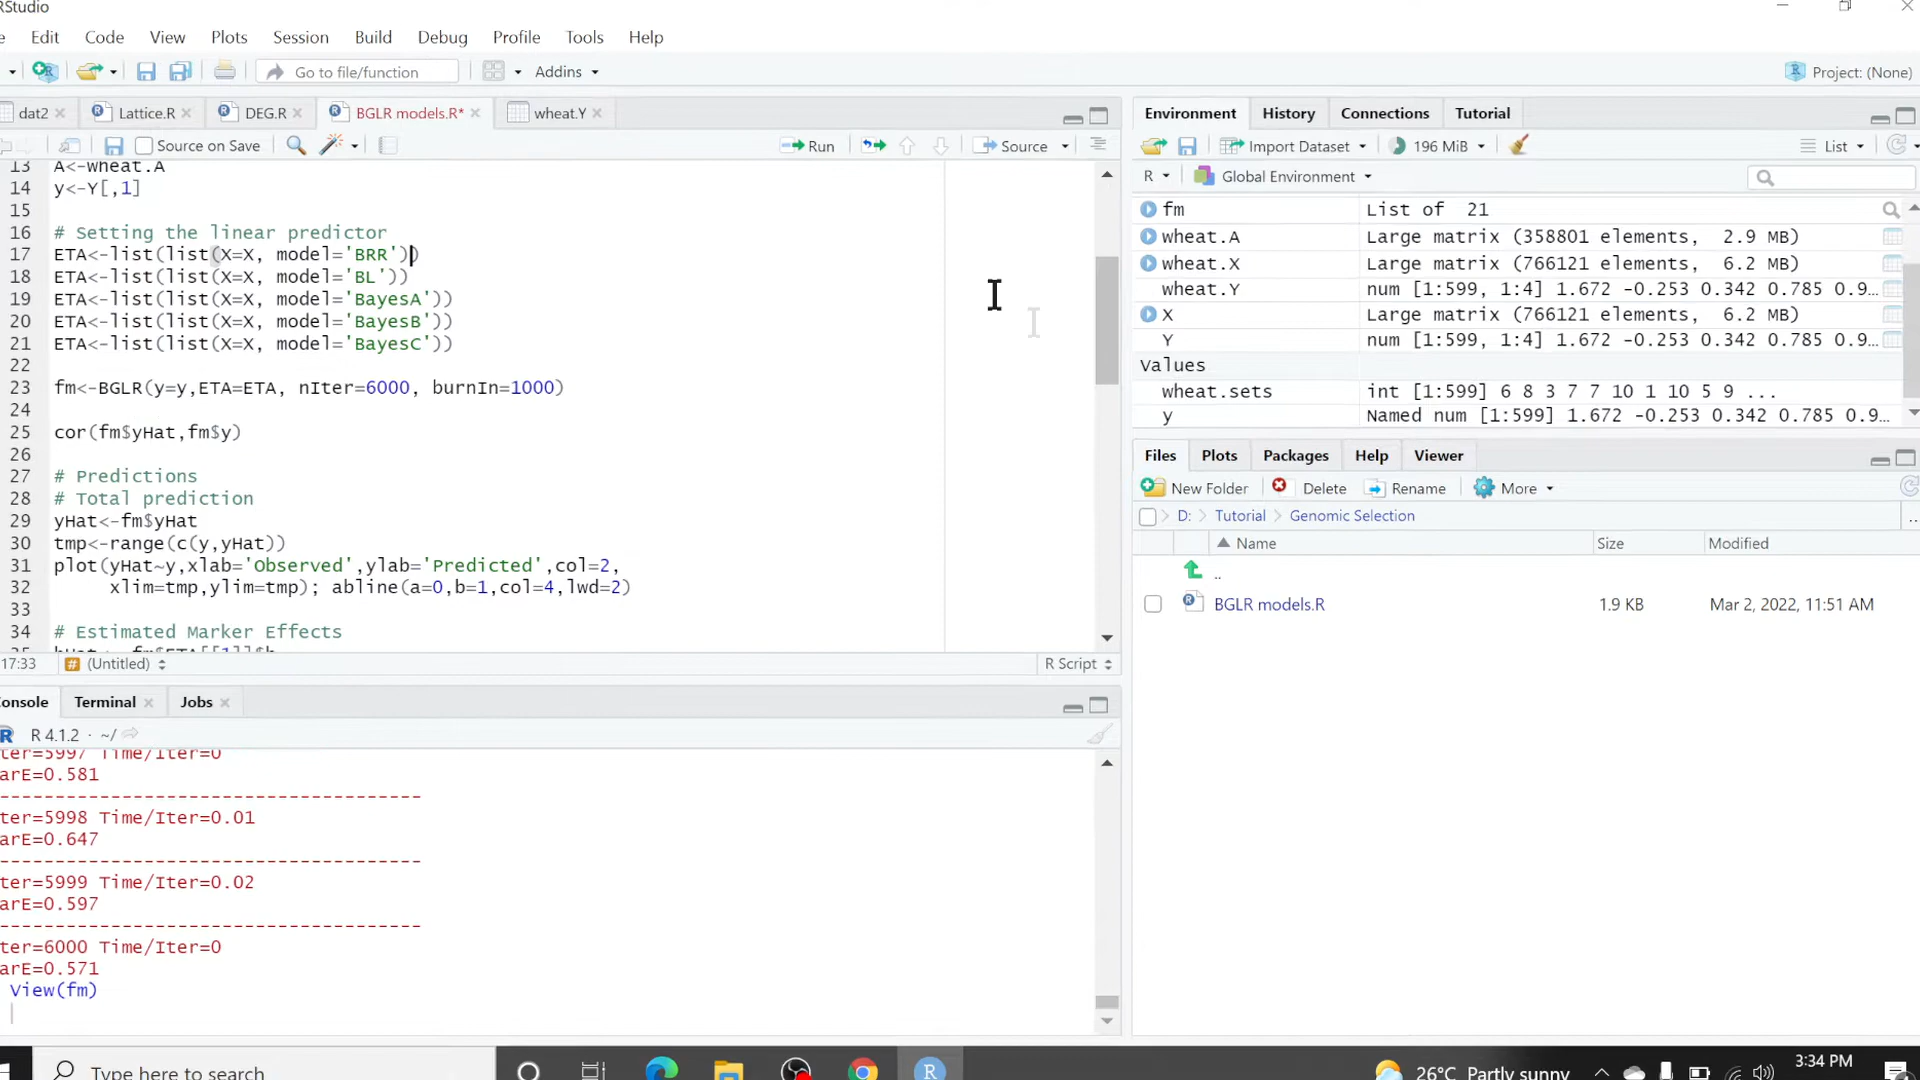 RStudio
e Edit Code View Plots Session Build Debug Profile Tools Help
Go to file/function Addins Project: (None)
dat2 Lattice.R DEG.R BGLR models.R* wheat.Y
Source on Save Run Source
13 A<-wheat.A
14 y<-Y[,1]
15
16 # Setting the linear predictor
17 ETA<-list(list(X=X, model='BRR'))
18 ETA<-list(list(X=X, model='BL'))
19 ETA<-list(list(X=X, model='BayesA'))
20 ETA<-list(list(X=X, model='BayesB'))
21 ETA<-list(list(X=X, model='BayesC'))
22
23 fm<-BGLR(y=y,ETA=ETA, nIter=6000, burnIn=1000)
24
25 cor(fm$yHat,fm$y)
26
27 # Predictions
28 # Total prediction
29 yHat<-fm$yHat
30 tmp<-range(c(y,yHat))
31 plot(yHat~y,xlab='Observed',ylab='Predicted',col=2,
32 xlim=tmp,ylim=tmp); abline(a=0,b=1,col=4,lwd=2)
33
34 # Estimated Marker Effects
17:33 (Untitled) R Script
Console Terminal Jobs
R 4.1.2 · ~/
ter=5997 Time/Iter=0
arE=0.581
---------------------------------------
ter=5998 Time/Iter=0.01
arE=0.647
---------------------------------------
ter=5999 Time/Iter=0.02
arE=0.597
---------------------------------------
ter=6000 Time/Iter=0
arE=0.571
View(fm)
Environment History Connections Tutorial
Import Dataset 196 MiB List
R Global Environment
fm List of 21
wheat.A Large matrix (358801 elements, 2.9 MB)
wheat.X Large matrix (766121 elements, 6.2 MB)
wheat.Y num [1:599, 1:4] 1.672 -0.253 0.342 0.785 0.9…
X Large matrix (766121 elements, 6.2 MB)
Y num [1:599, 1:4] 1.672 -0.253 0.342 0.785 0.9…
Values
wheat.sets int [1:599] 6 8 3 7 7 10 1 10 5 9 ...
y Named num [1:599] 1.672 -0.253 0.342 0.785 0.9…
Files Plots Packages Help Viewer
New Folder Delete Rename More
D: Tutorial Genomic Selection
Name Size Modified
..
BGLR models.R 1.9 KB Mar 2, 2022, 11:51 AM
Type here to search
26°C Partly sunny
3:34 PM